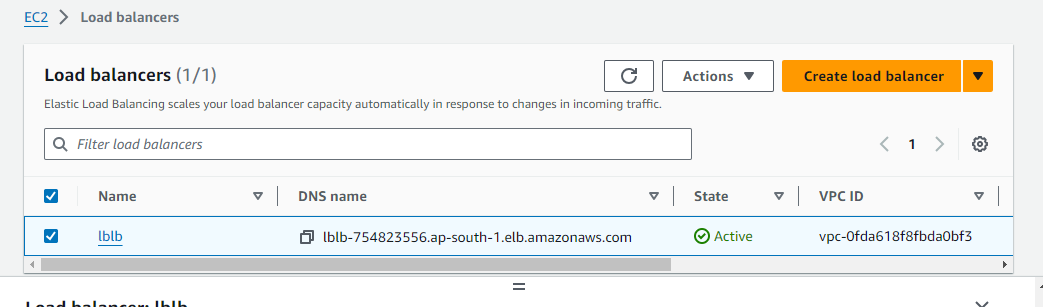 EC2 > Load balancers
Load balancers (1/1)
Actions
Create load balancer
Elastic Load Balancing scales your load balancer capacity automatically in response to changes in incoming traffic.
Filter load balancers
1
Name DNS name State VPC ID
lblb lblb-754823556.ap-south-1.elb.amazonaws.com Active vpc-0fda618f8fbda0bf3
Load balancer: lblb